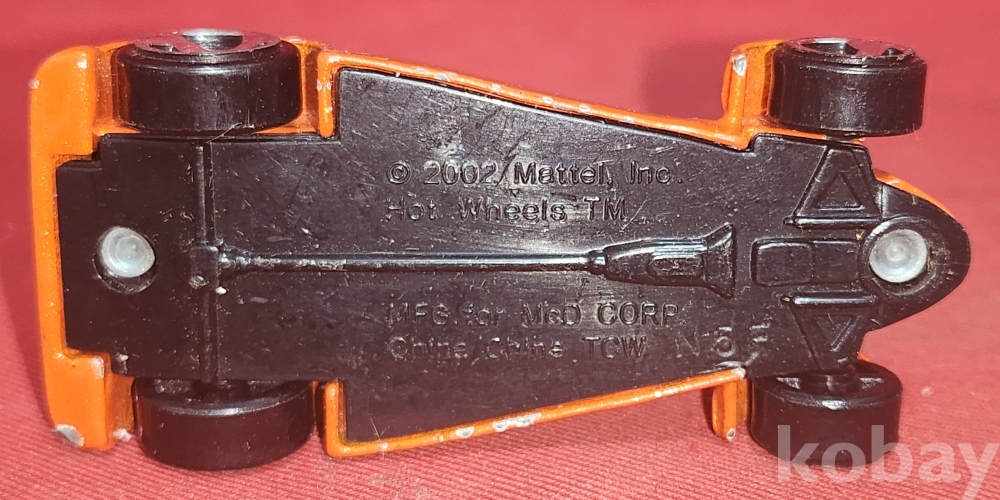 © 2002 Mattel, Inc.
Hot Wheels TM
MFG for McD CORP
China/Chine TCW
kobay